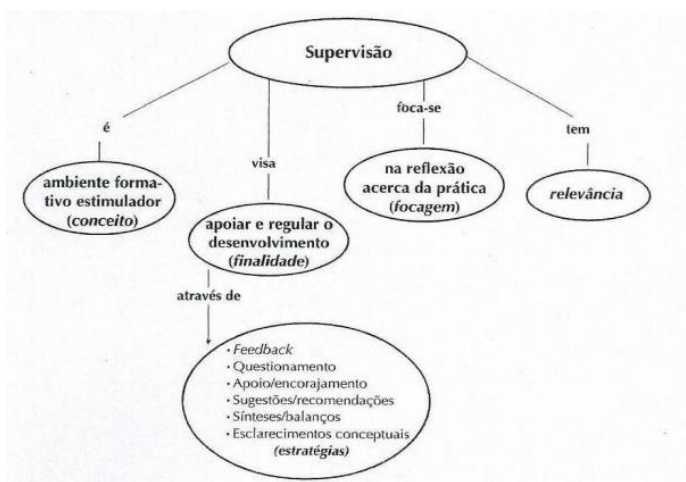 Supervisão
é
visa
foca-se
tem
ambiente forma-
tivo estimulador
(conceito)
apoiar e regular o
desenvolvimento
(finalidade)
na reflexão
acerca da prática
(focagem)
relevância
através de
· Feedback
· Questionamento
· Apoio/encorajamento
· Sugestões/recomendações
· Sínteses/balanços
· Esclarecimentos conceptuais
(estratégias)